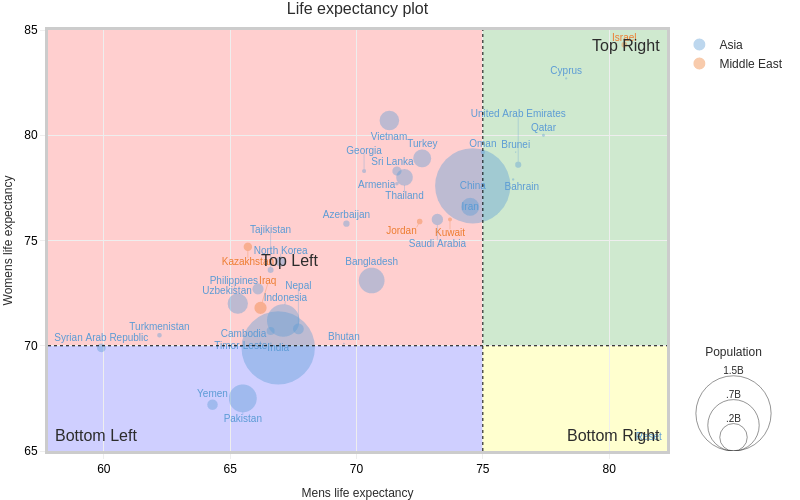 Life expectancy plot
85
80
75
70
65
60
65
70
75
80
Womens life expectancy
Mens life expectancy
Top Right
Top Left
Bottom Left
Bottom Right
Israel
Cyprus
United Arab Emirates
Qatar
Vietnam
Turkey
Oman
Brunei
Georgia
Sri Lanka
Armenia
China
Bahrain
Thailand
Iran
Azerbaijan
Jordan
Kuwait
Saudi Arabia
Tajikistan
North Korea
Kazakhstan
Bangladesh
Philippines
Iraq
Uzbekistan
Indonesia
Nepal
Turkmenistan
Syrian Arab Republic
Cambodia
Bhutan
India
Yemen
Pakistan
Reset
Asia
Middle East
Population
1.5B
.7B
.2B